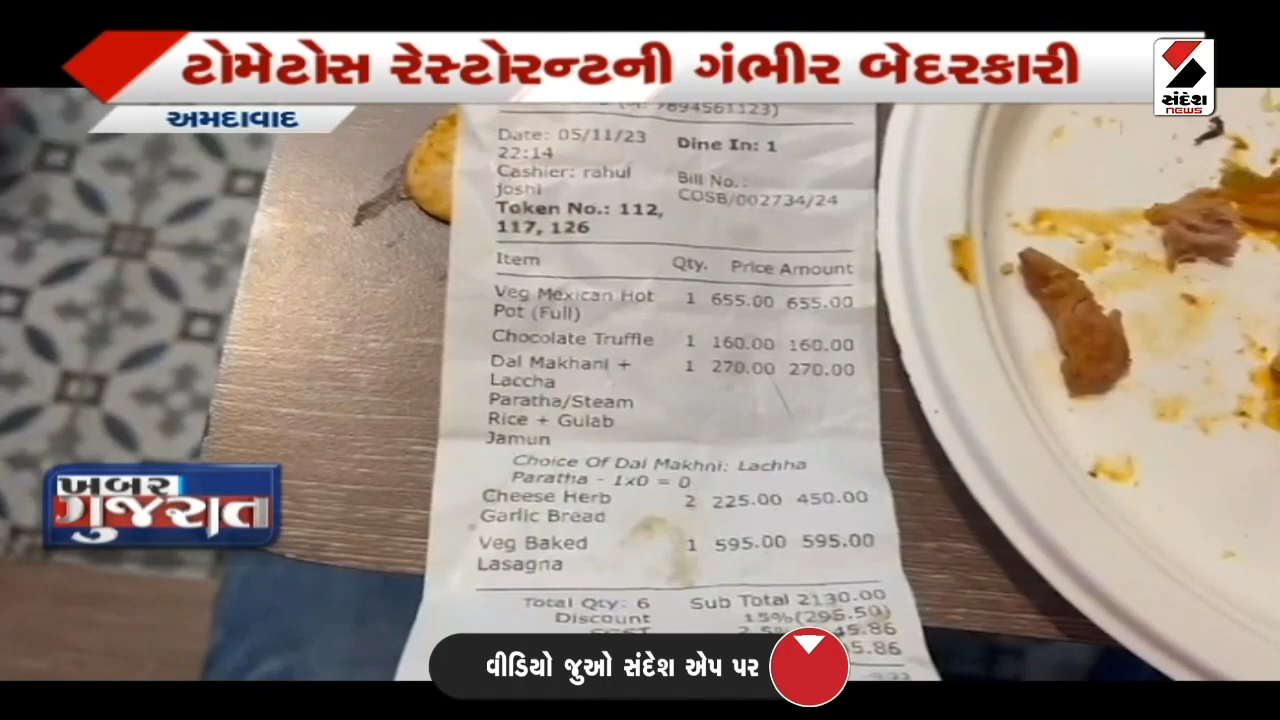 ટોમેટોસ રેસ્ટોરન્ટની ગંભીર બેદરકારી
સંદેશ
NEWS
અમદાવાદ
7894561123)
Date: 05/11/23 Dine In: 1
22:14
Cashier: rahul Bill No.:
joshi COSB/002734/24
Token No.: 112,
117, 126
Item Qty. Price Amount
Veg Mexican Hot 1 655.00 655.00
Pot (Full)
Chocolate Truffle 1 160.00 160.00
Dal Makhani + 1 270.00 270.00
Laccha
Paratha/Steam
Rice + Gulab
Jamun
Choice Of Dal Makhni: Lachha
Paratha - 1x0 = 0
Cheese Herb 2 225.00 450.00
Garlic Bread
Veg Baked 1 595.00 595.00
Lasagna
Total Qty: 6 Sub Total 2130.00
Discount 15%(296.50)
45.86
5.86
ખબર
ગુજરાત
વીડિયો જુઓ સંદેશ એપ પર